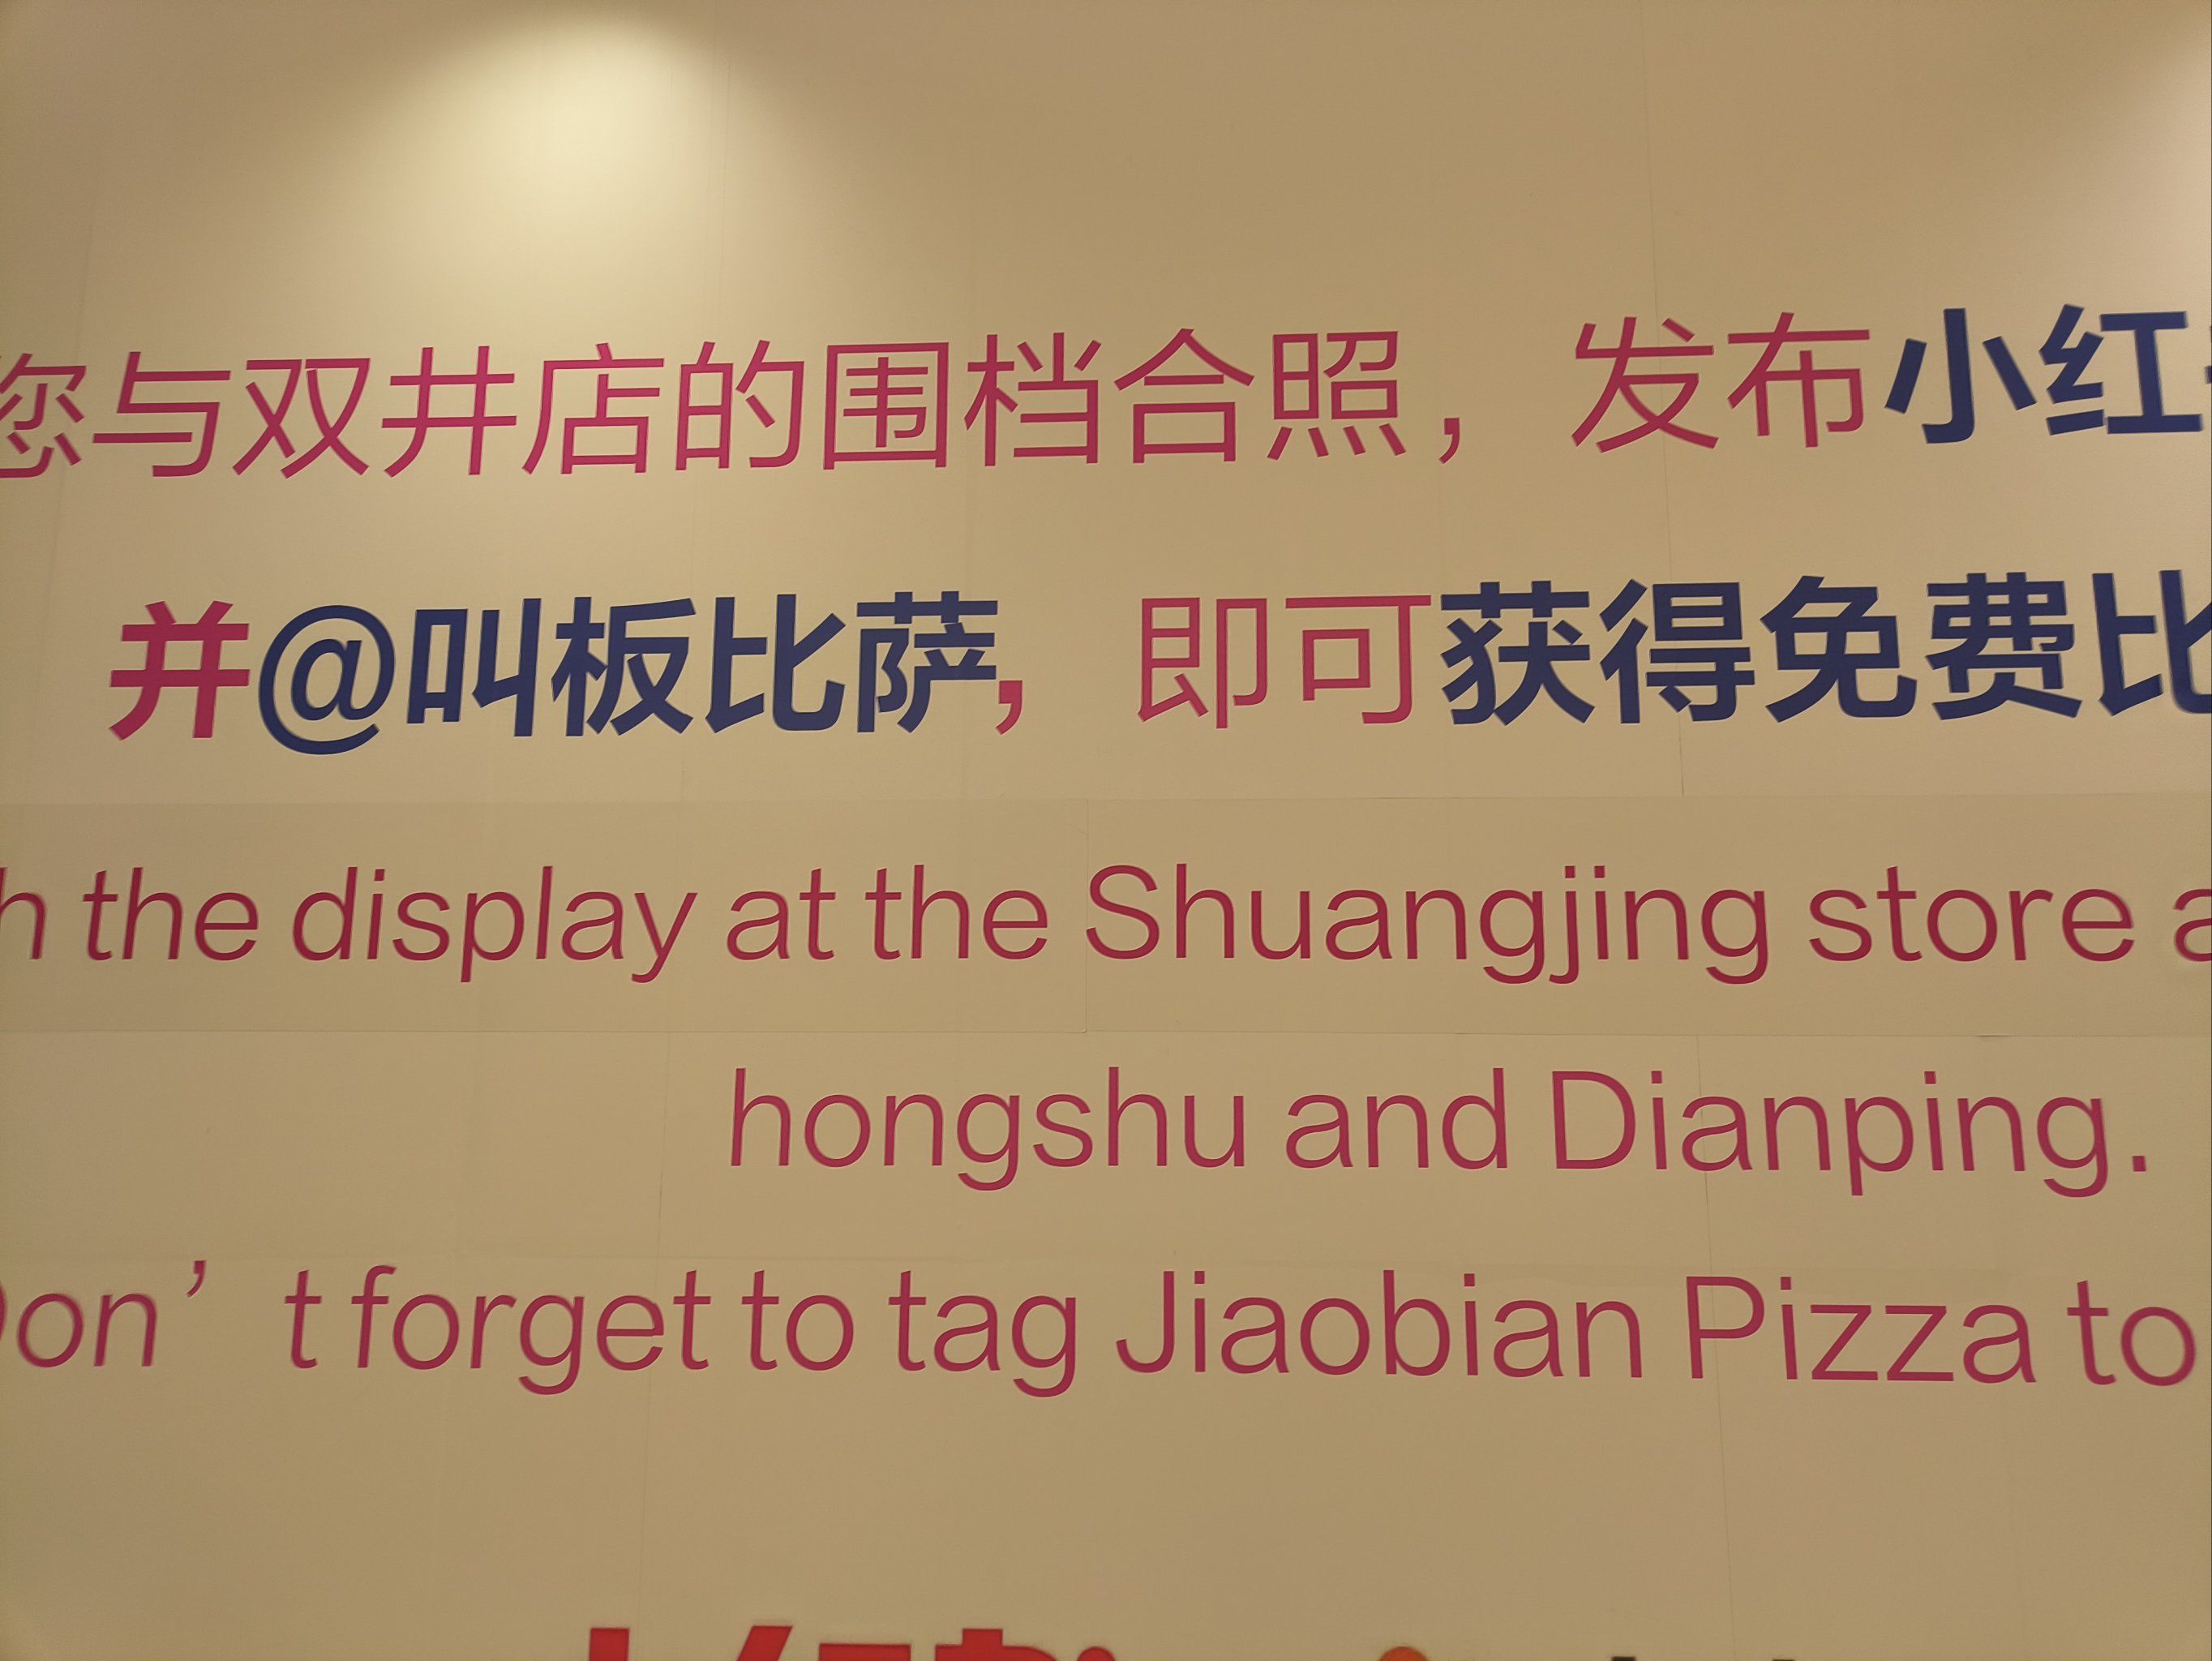 您与双井店的围档合照，发布小红
并@叫板比萨，即可获得免费比
the display at the Shuangjing store
hongshu and Dianping.
Don’t forget to tag Jiaobian Pizza to